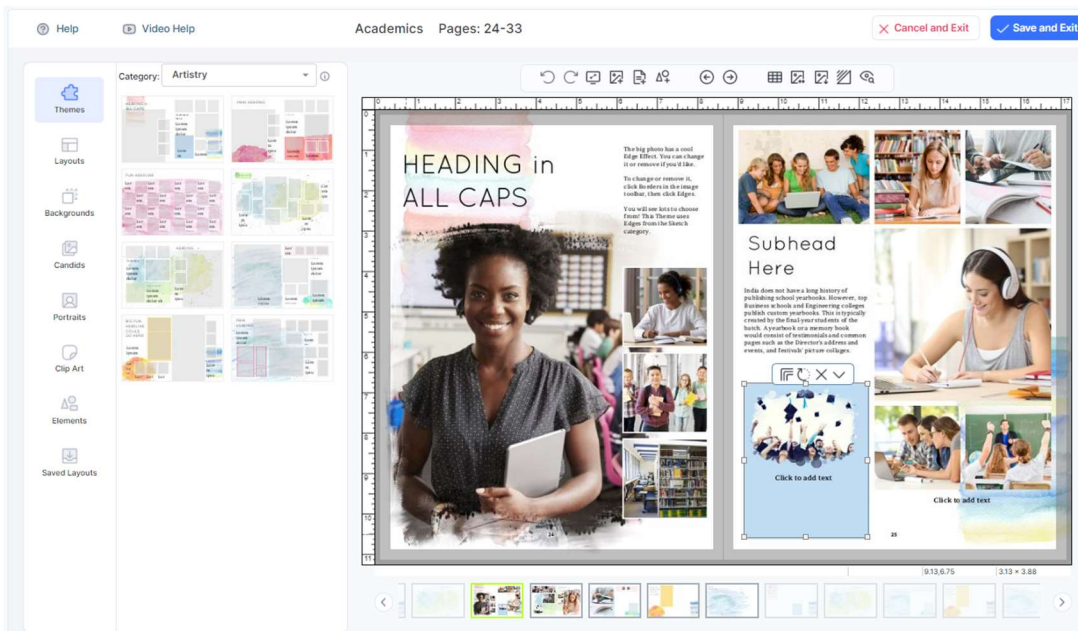 Help
Video Help
Academics Pages: 24-33
Cancel and Exit
Save and Exit
Themes
Layouts
Backgrounds
Candids
Portraits
Clip Art
Elements
Saved Layouts
Category:
Artistry
HEADING in
ALL CAPS
The big photo has a cool
Edge Effect. You can change
it or remove if you'd like.
To change or remove it,
click Borders in the image
toolbar, then click Edges.
You will see lots to choose
from! This Theme uses
Edges from the Sketch
category.
24
Subhead
Here
India does not have a long history of
publishing school yearbooks. However, top
Business schools and Engineering colleges
publish custom yearbooks. This is typically
created by the final-year students of the
batch. A yearbook or a memory book
would consist of testimonials and common
pages such as the Director's address and
events, and festivals' picture collages.
Click to add text
Click to add text
25
9.13,6.75
3.13 × 3.88